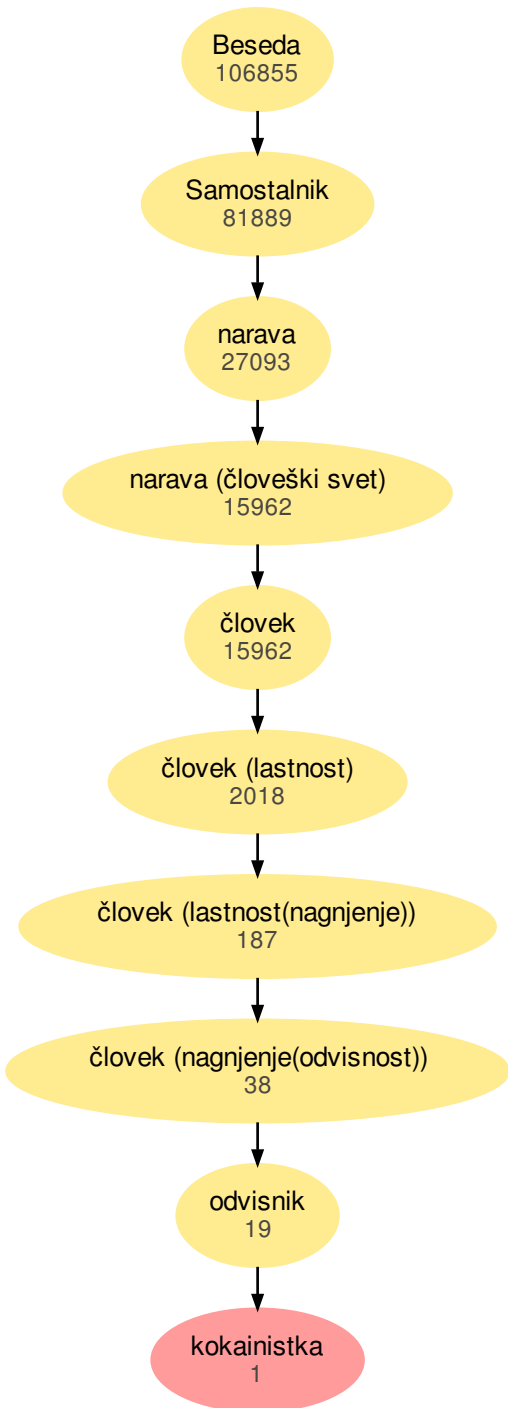 Beseda
106855
Samostalnik
81889
narava
27093
narava (človeški svet)
15962
človek
15962
človek (lastnost)
2018
človek (lastnost(nagnjenje))
187
človek (nagnjenje(odvisnost))
38
odvisnik
19
kokainistka
1